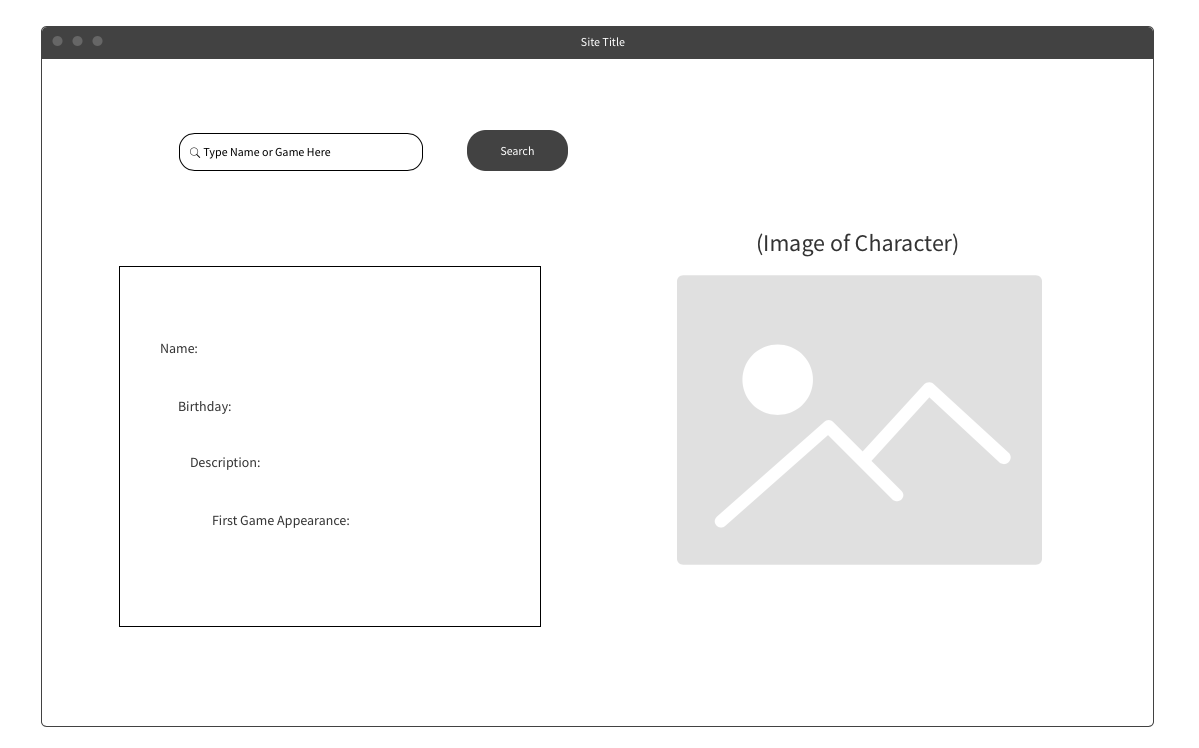 Site Title
Type Name or Game Here
Search
(Image of Character)
Name:
Birthday:
Description:
First Game Appearance: